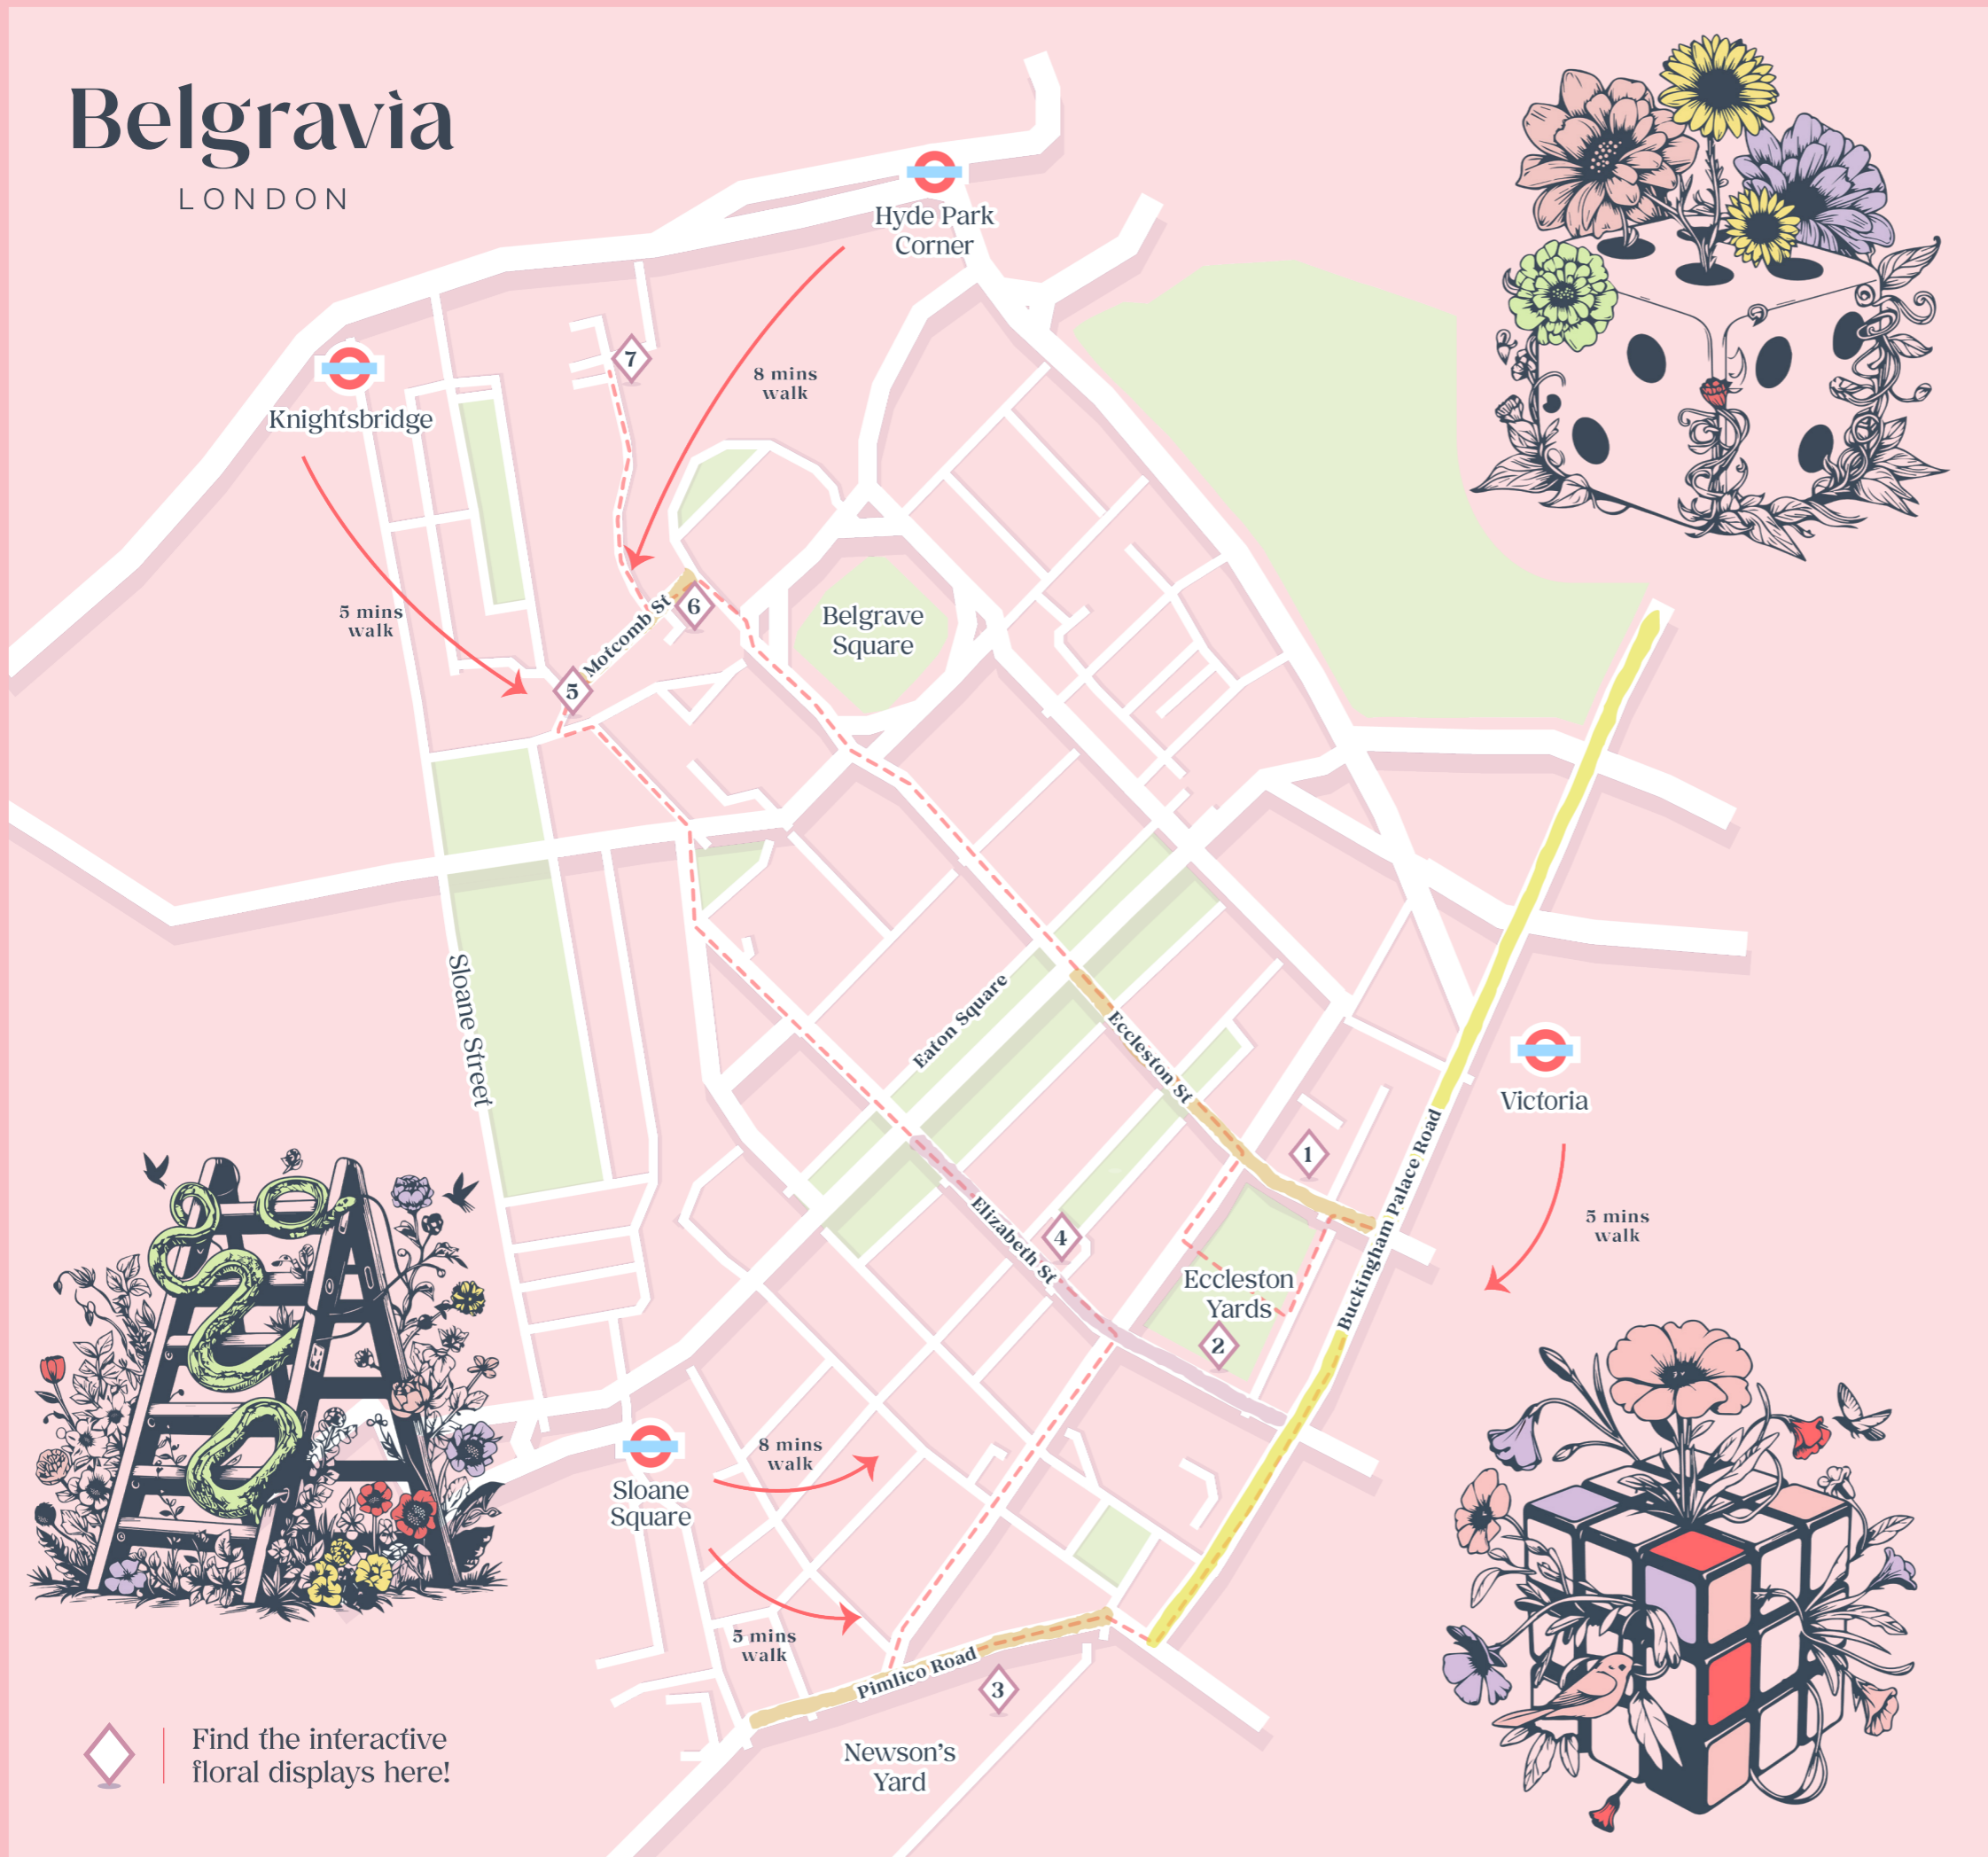 Belgravia
LONDON
Hyde Park
Corner
7
8 mins
walk
Knightsbridge
5 mins
walk
6
Motcomb St
Belgrave
Square
5
Sloane Street
Eaton Square
Eccleston St
Victoria
1
Buckingham Palace Road
5 mins
walk
Elizabeth St
4
Eccleston
Yards
2
8 mins
walk
Sloane
Square
5 mins
walk
Pimlico Road
3
Newson's
Yard
Find the interactive
floral displays here!